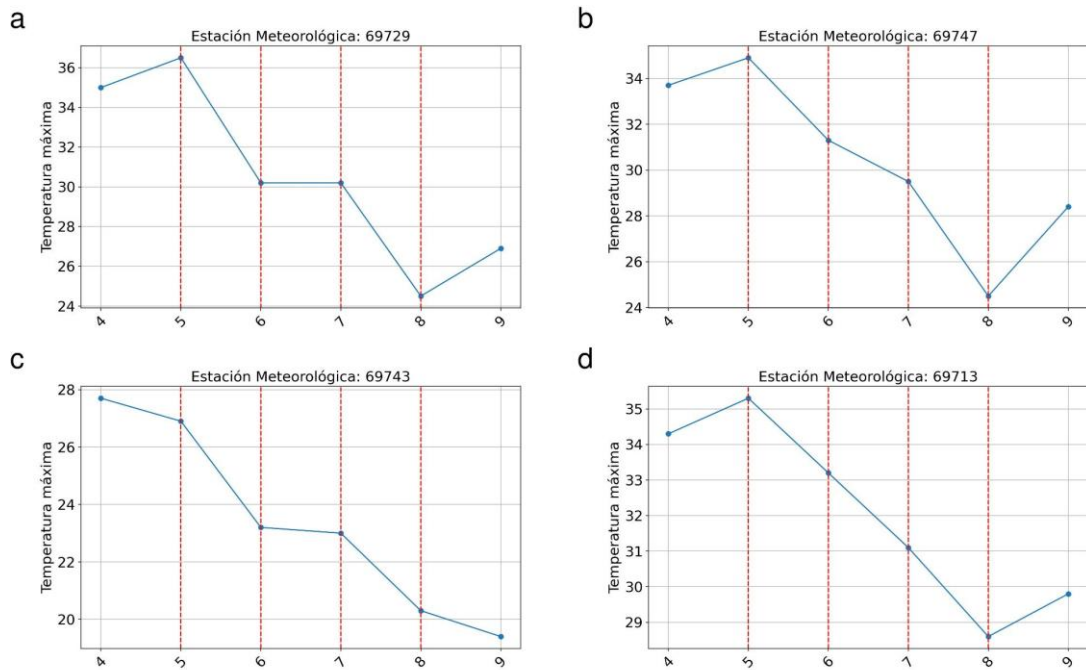 a
Estación Meteorológica: 69729
Temperatura máxima
36
34
32
30
28
26
24
4 5 6 7 8 9
b
Estación Meteorológica: 69747
Temperatura máxima
34
32
30
28
26
24
4 5 6 7 8 9
c
Estación Meteorológica: 69743
Temperatura máxima
28
26
24
22
20
4 5 6 7 8 9
d
Estación Meteorológica: 69713
Temperatura máxima
35
34
33
32
31
30
29
4 5 6 7 8 9